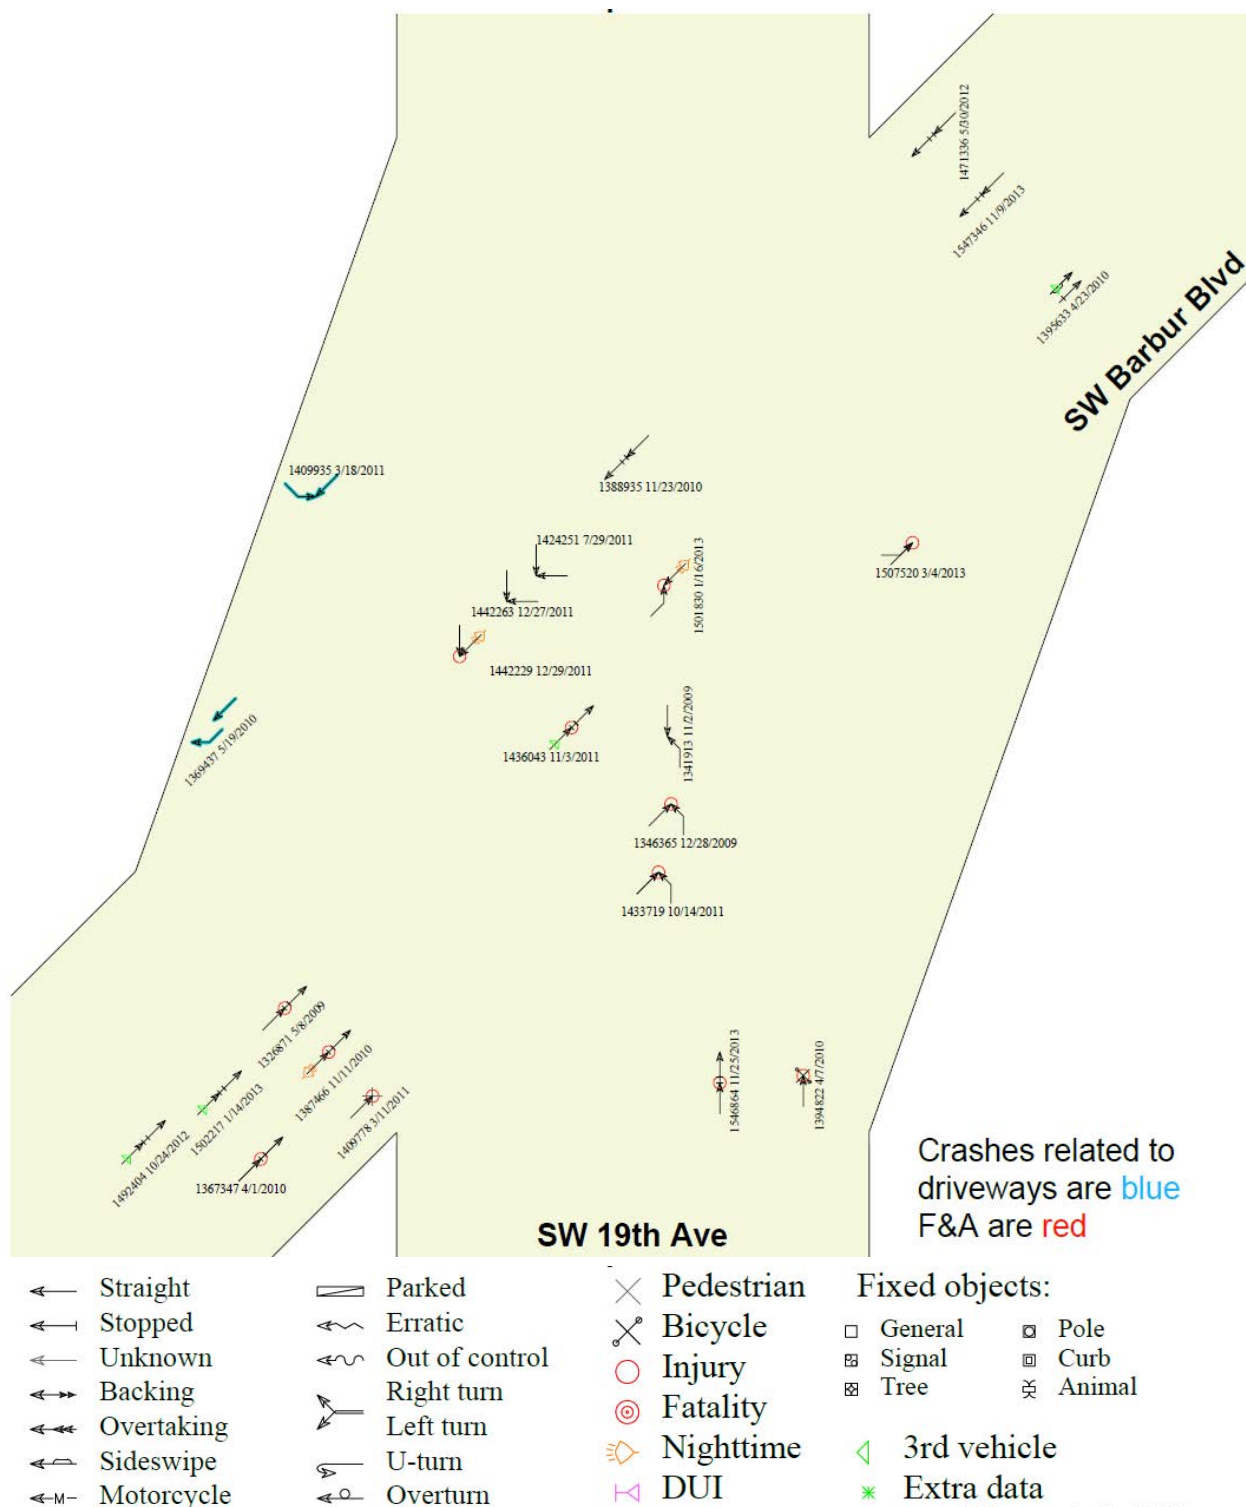 1471336 5/30/2012
1547346 11/9/2013
1395633 4/23/2010
SW Barbur Blvd
1409935 3/18/2011
1388935 11/23/2010
1424251 7/29/2011
1501830 1/16/2013
1507520 3/4/2013
1442263 12/27/2011
1442229 12/29/2011
1369437 5/19/2010
1436043 11/3/2011
1341913 11/2/2009
1346365 12/28/2009
1433719 10/14/2011
1326871 5/8/2009
1387466 11/11/2010
1502217 1/14/2013
1409778 3/11/2011
1492404 10/24/2012
1367347 4/1/2010
1546864 11/25/2013
1394822 4/7/2010
Crashes related to
driveways are blue
F&A are red
SW 19th Ave
Straight
Stopped
Unknown
Backing
Overtaking
Sideswipe
M Motorcycle
Parked
Erratic
Out of control
Right turn
Left turn
U-turn
Overturn
Pedestrian
Bicycle
Injury
Fatality
Nighttime
DUI
Fixed objects:
General
Signal
Tree
Pole
Curb
Animal
3rd vehicle
Extra data